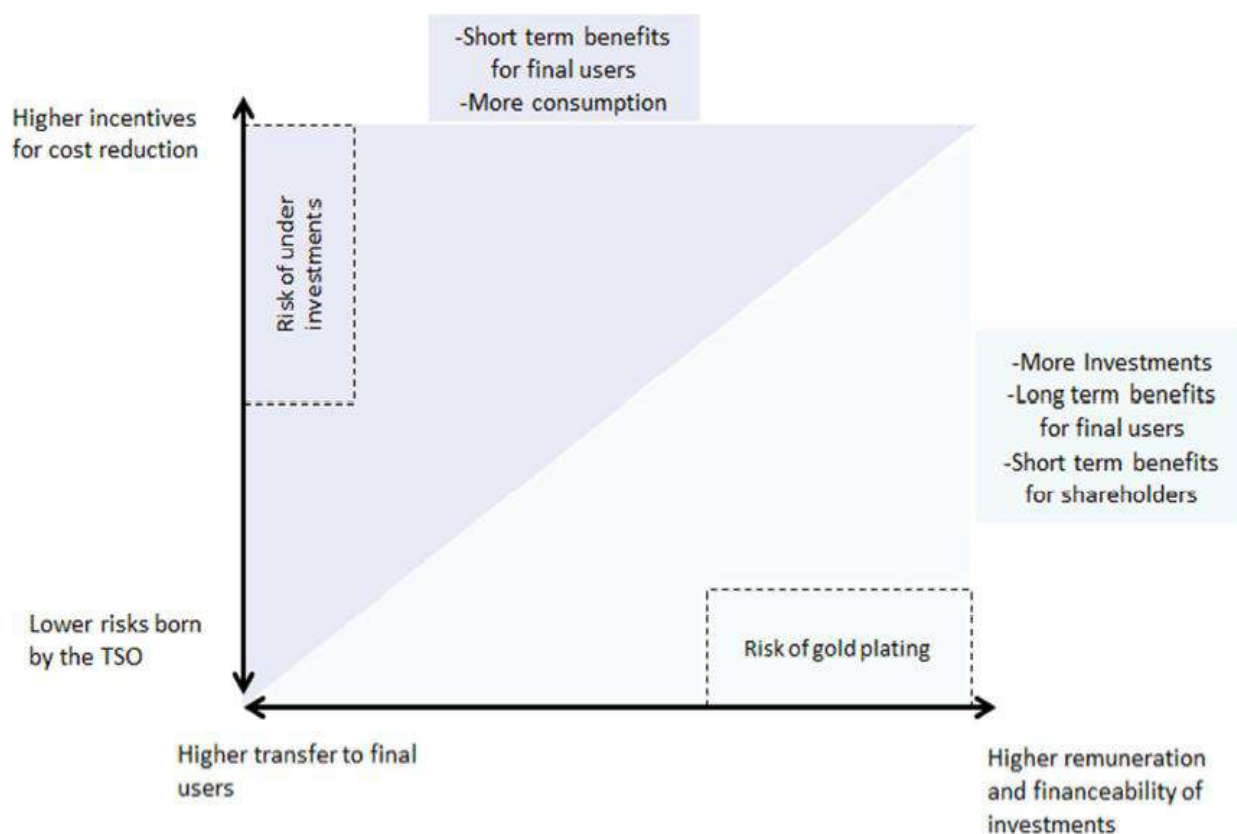 -Short term benefits
for final users
-More consumption
Higher incentives
for cost reduction
Risk of under
investments
-More Investments
-Long term benefits
for final users
-Short term benefits
for shareholders
Lower risks born
by the TSO
Risk of gold plating
Higher transfer to final
users
Higher remuneration
and financeability of
investments